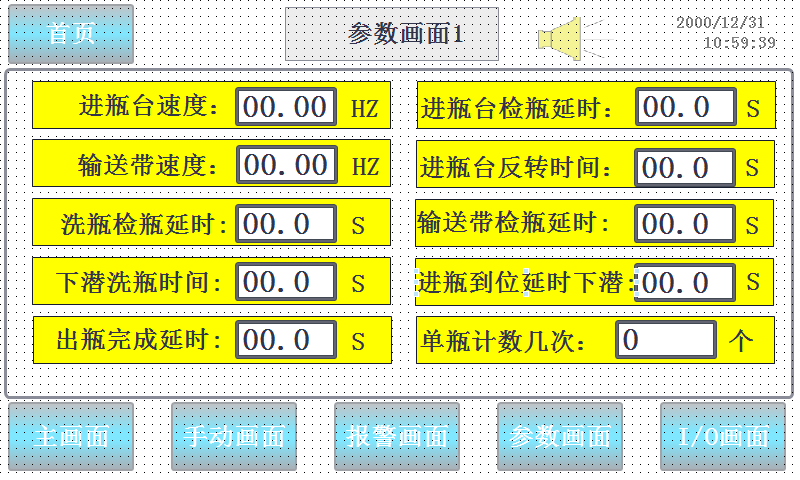 首页
参数画面1
2000/12/31
10:59:39
进瓶台速度： 00.00 HZ
进瓶台检瓶延时： 00.0 S
输送带速度： 00.00 HZ
进瓶台反转时间： 00.0 S
洗瓶检瓶延时： 00.0 S
输送带检瓶延时： 00.0 S
下潜洗瓶时间： 00.0 S
进瓶到位延时下潜： 00.0 S
出瓶完成延时： 00.0 S
单瓶计数几次： 0 个
主画面 手动画面 报警画面 参数画面 I/O画面